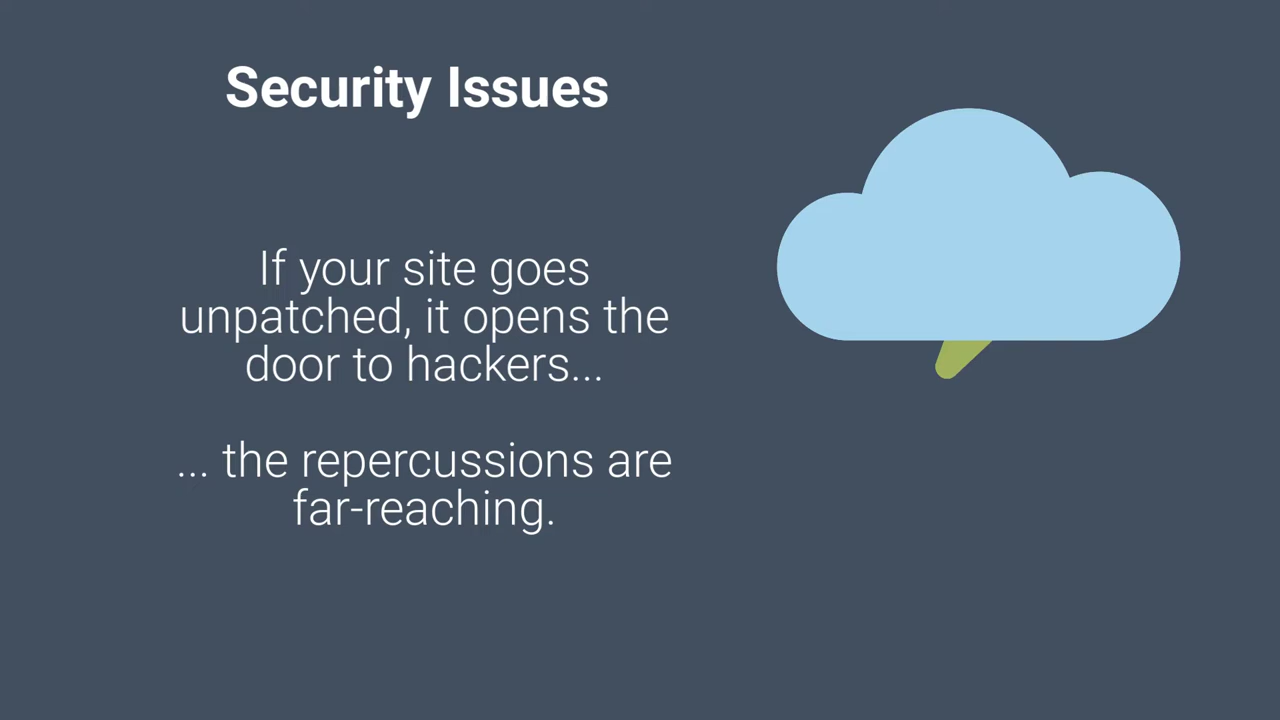 Security Issues
If your site goes
unpatched, it opens the
door to hackers...
... the repercussions are
far-reaching.